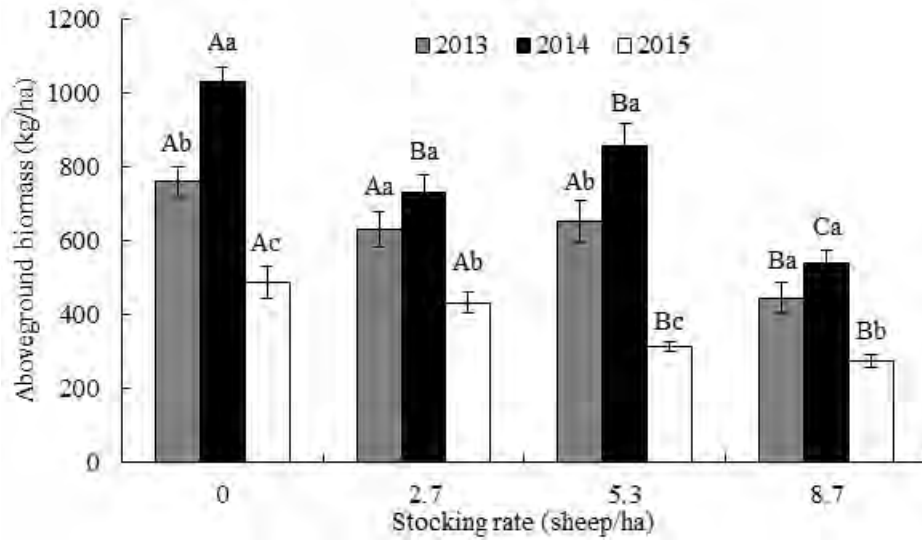 Aboveground biomass (kg/ha)
1200
1000
800
600
400
200
0
2013 2014 2015
Ab
Aa
Ac
Aa
Ba
Ab
Ab
Ba
Bc
Ba
Ca
Bb
0 2.7 5.3 8.7
Stocking rate (sheep/ha)